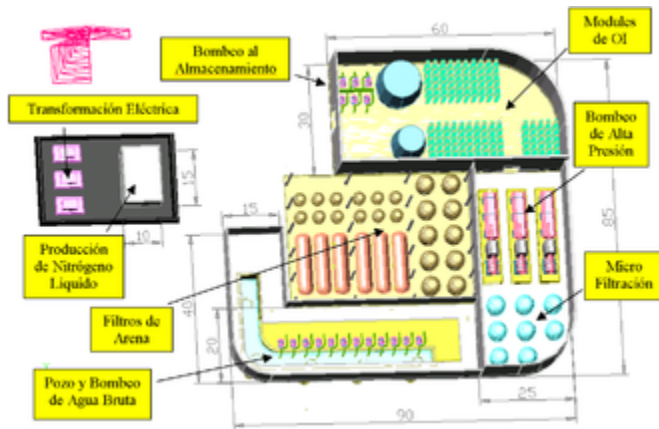 60
Bombeo al
Almacenamiento
Modules
de OI
Transformación Eléctrica
Bombeo
de Alta
Presión
30
15
10
85
15
Producción
de Nitrógeno
Liquido
Micro
Filtración
Filtros de
Arena
40
20
Pozo y Bombeo
de Agua Bruta
25
90